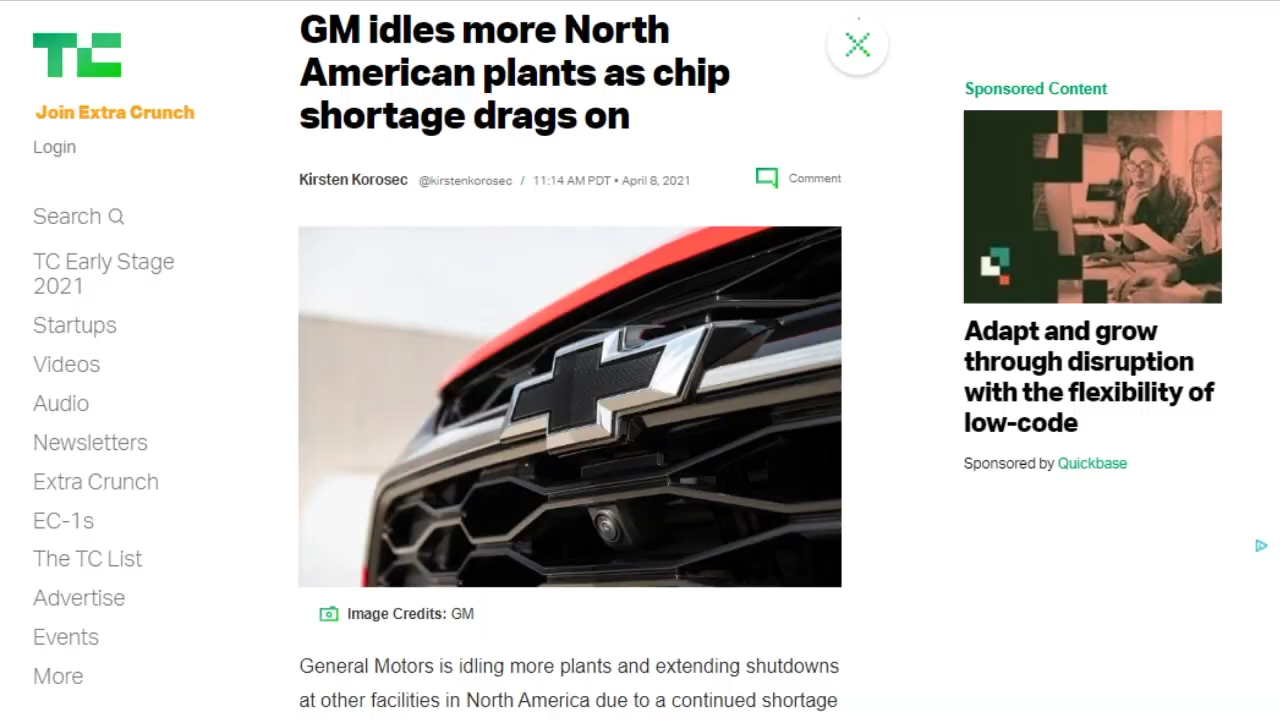 TC
Join Extra Crunch
Login
Search
TC Early Stage
2021
Startups
Videos
Audio
Newsletters
Extra Crunch
EC-1s
The TC List
Advertise
Events
More
GM idles more North
American plants as chip
shortage drags on
Kirsten Korosec @kirstenkorosec / 11:14 AM PDT • April 8, 2021
Comment
Image Credits: GM
General Motors is idling more plants and extending shutdowns
at other facilities in North America due to a continued shortage
Sponsored Content
Adapt and grow
through disruption
with the flexibility of
low-code
Sponsored by Quickbase